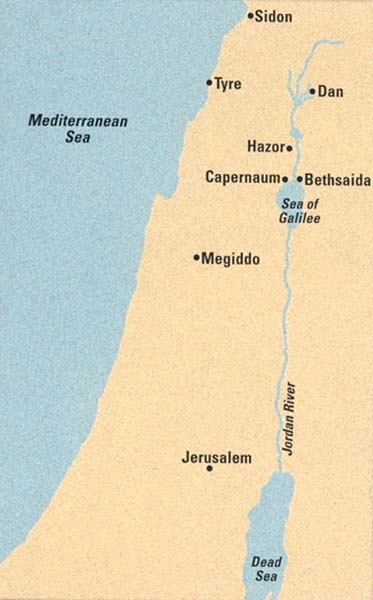 Sidon
Tyre
Dan
Mediterranean
Sea
Hazor
Capernaum
Bethsaida
Sea of
Galilee
Megiddo
Jordan River
Jerusalem
Dead
Sea